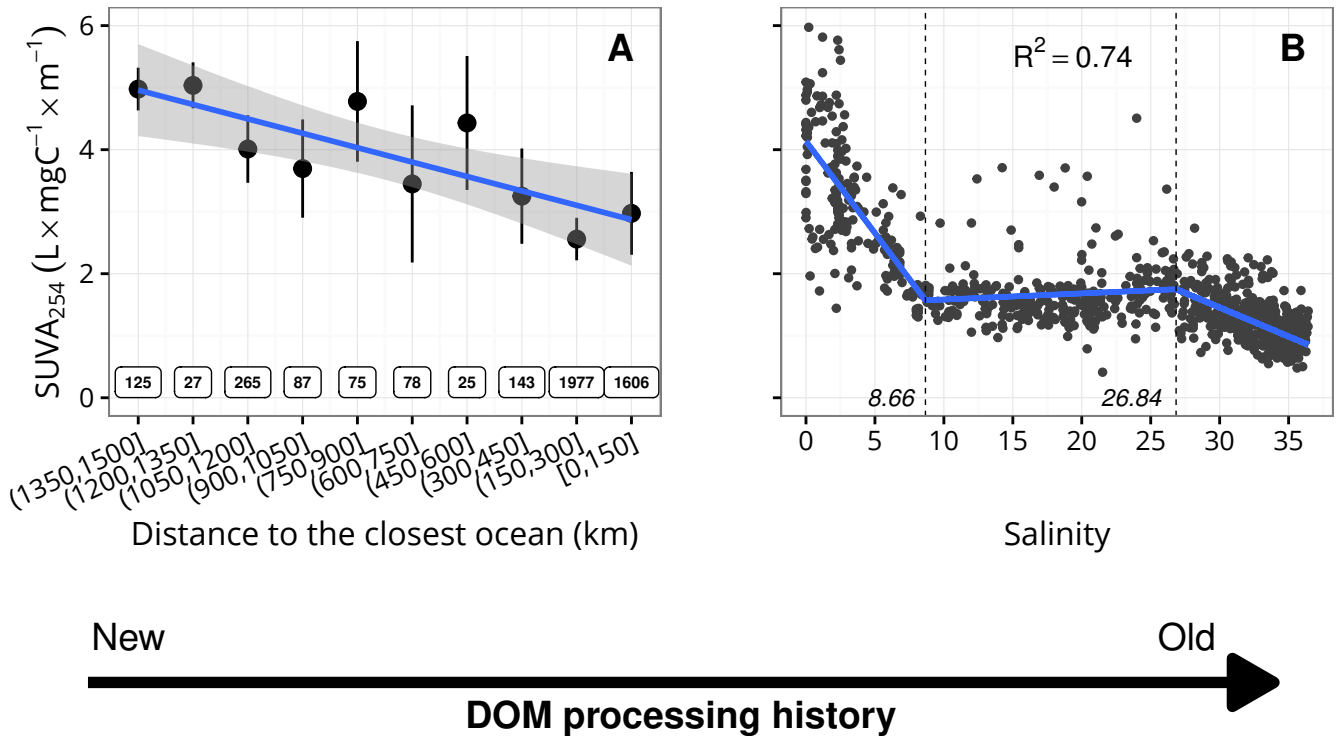 A
B
R² = 0.74
SUVA₂₅₄ (L × mgC⁻¹ × m⁻¹)
6
4
2
0
125 27 265 87 75 78 25 143 1977 1606
8.66 26.84
(1350,1500] (1200,1350] (1050,1200] (900,1050] (750,900] (600,750] (450,600] (300,450] (150,300] [0,150]
0 5 10 15 20 25 30 35
Distance to the closest ocean (km)
Salinity
New
Old
DOM processing history